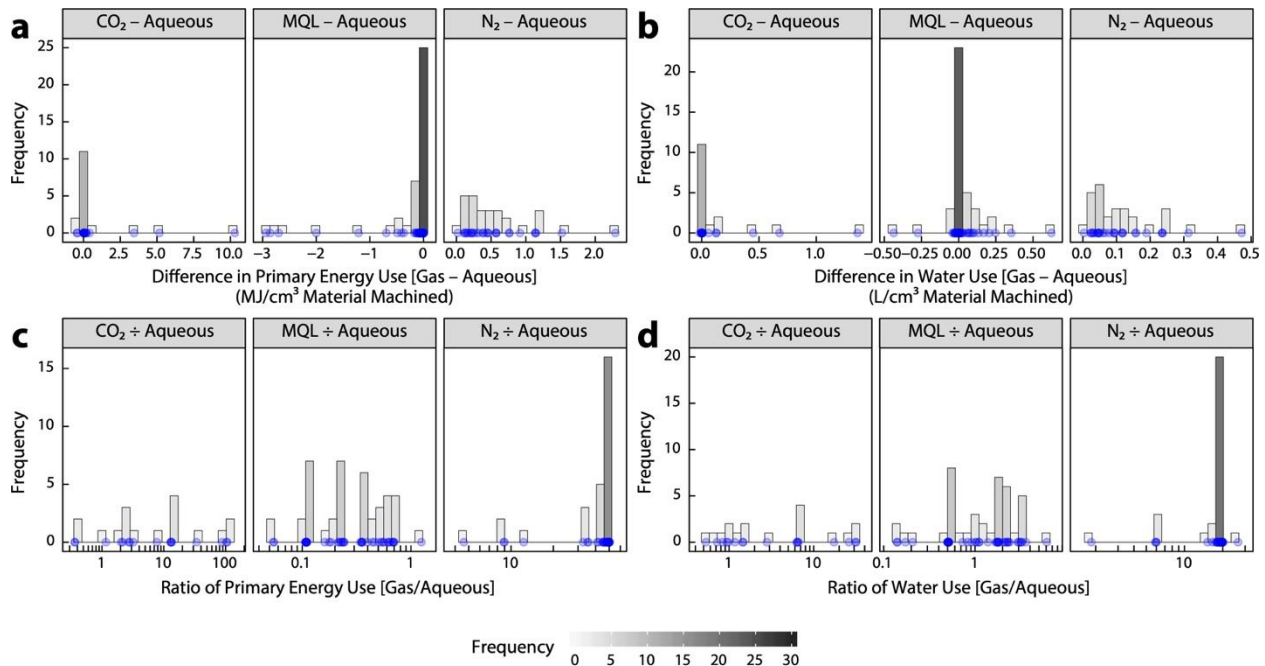 a
CO₂ – Aqueous
MQL – Aqueous
N₂ – Aqueous
Frequency
25
20
15
10
5
0
0.0 2.5 5.0 7.5 10.0
−3 −2 −1 0
0.0 0.5 1.0 1.5 2.0
Difference in Primary Energy Use [Gas – Aqueous]
(MJ/cm³ Material Machined)
b
CO₂ – Aqueous
MQL – Aqueous
N₂ – Aqueous
Frequency
20
15
10
5
0
0.0 0.5 1.0
−0.50 −0.25 0.00 0.25 0.50
0.0 0.1 0.2 0.3 0.4 0.5
Difference in Water Use [Gas – Aqueous]
(L/cm³ Material Machined)
c
CO₂ ÷ Aqueous
MQL ÷ Aqueous
N₂ ÷ Aqueous
Frequency
15
10
5
0
1 10 100
0.1 1
10
Ratio of Primary Energy Use [Gas/Aqueous]
d
CO₂ ÷ Aqueous
MQL ÷ Aqueous
N₂ ÷ Aqueous
Frequency
20
15
10
5
0
1 10
0.1 1
10
Ratio of Water Use [Gas/Aqueous]
Frequency
0 5 10 15 20 25 30